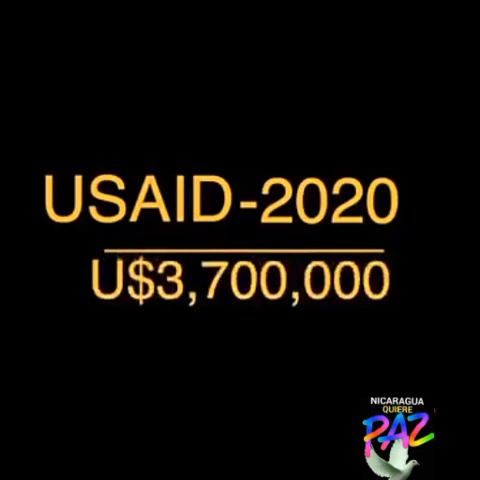 USAID-2020
U$3,700,000
NICARAGUA
QUIERE
PAZ